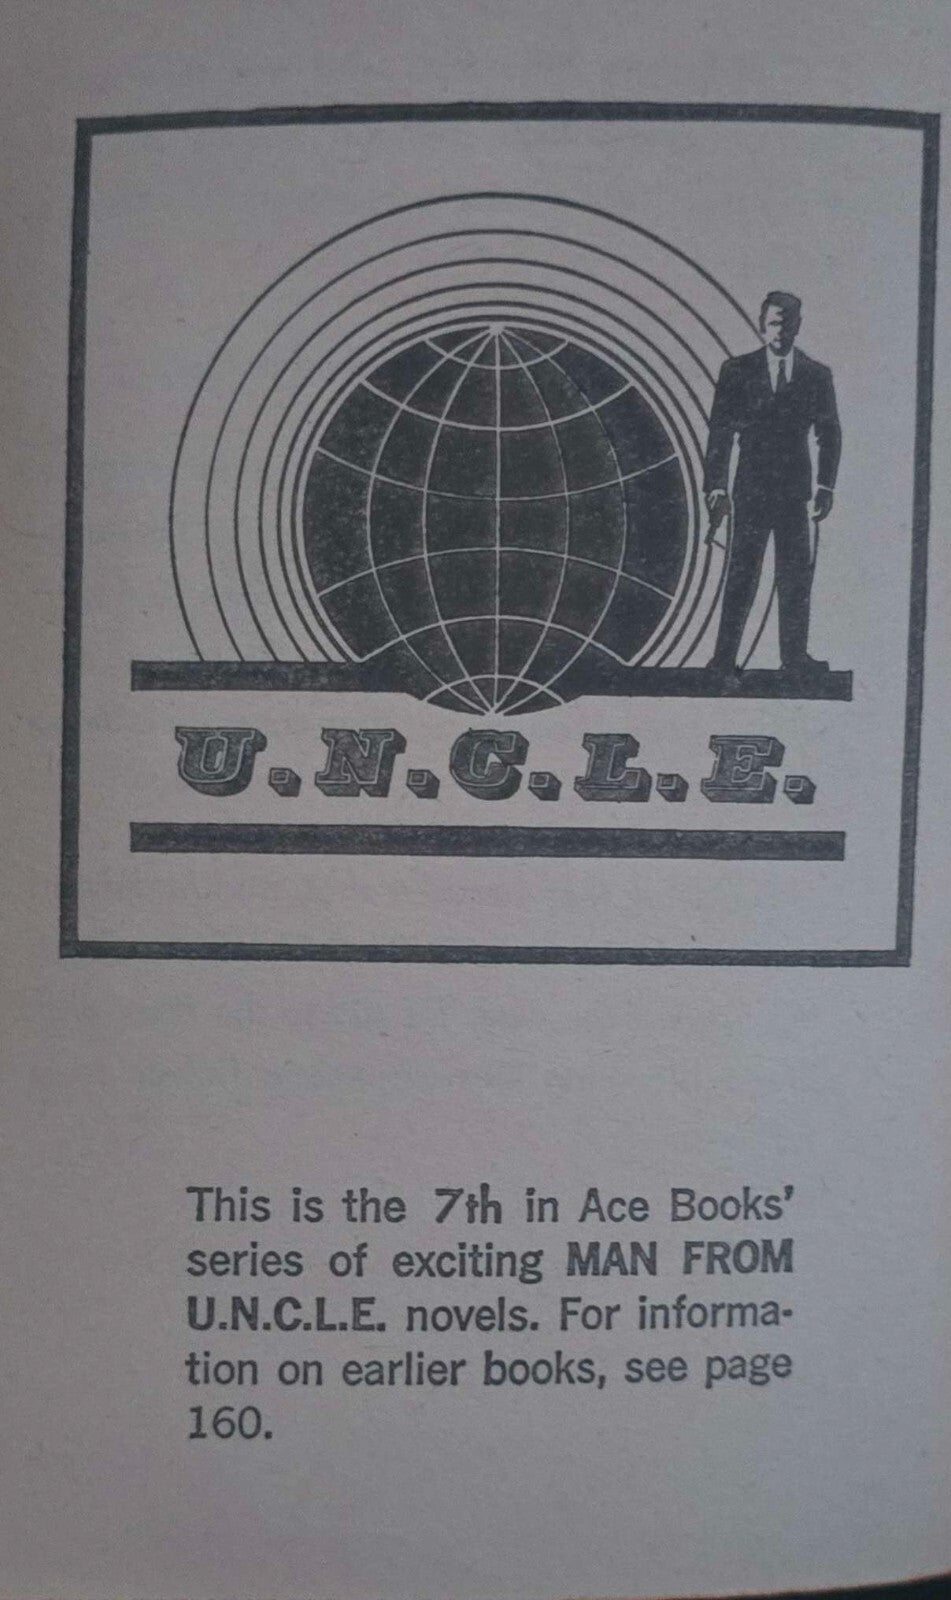 U.N.C.L.E.
This is the 7th in Ace Books'
series of exciting MAN FROM
U.N.C.L.E. novels. For informa-
tion on earlier books, see page
160.